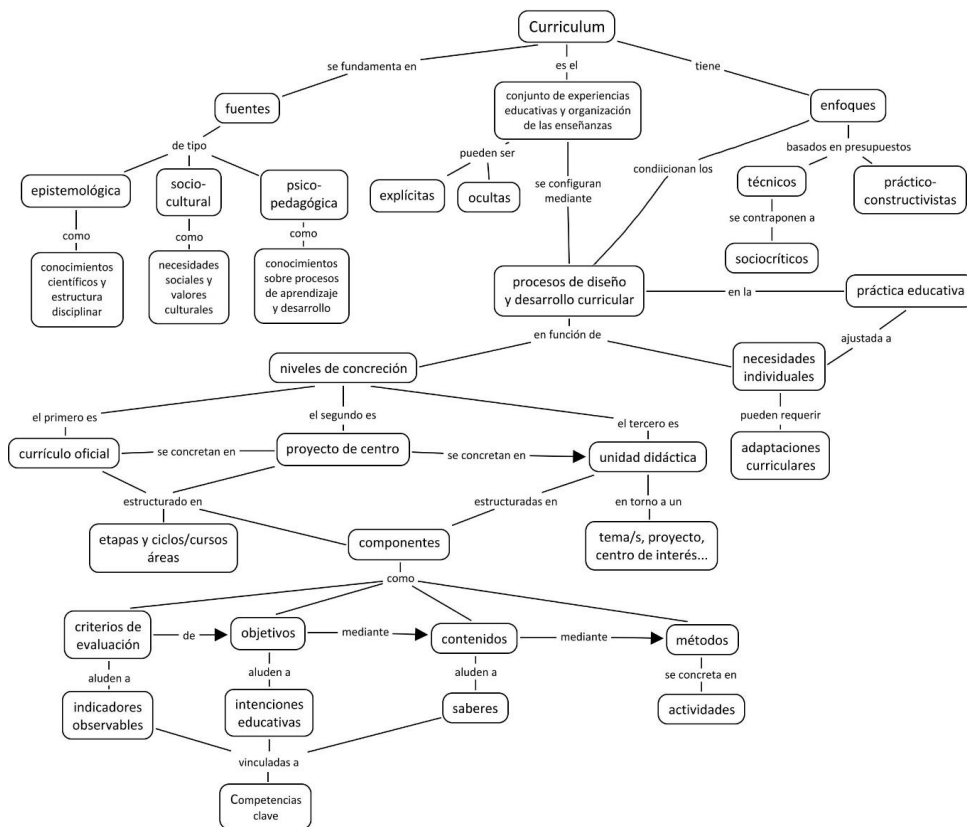 Curriculum
se fundamenta en
es el
tiene
fuentes
conjunto de experiencias
educativas y organización
de las enseñanzas
enfoques
de tipo
pueden ser
basados en presupuestos
epistemológica
socio-
cultural
psico-
pedagógica
explícitas
ocultas
se configuran
mediante
condiicionan los
técnicos
práctico-
constructivistas
como
como
como
se contraponen a
conocimientos
científicos y
estructura
disciplinar
necesidades
sociales y
valores
culturales
conocimientos
sobre procesos
de aprendizaje
y desarrollo
sociocríticos
procesos de diseño
y desarrollo curricular
en la
práctica educativa
en función de
ajustada a
niveles de concreción
necesidades
individuales
el primero es
el segundo es
el tercero es
pueden requerir
currículo oficial
se concretan en
proyecto de centro
se concretan en
unidad didáctica
adaptaciones
curriculares
estructurado en
estructuradas en
en torno a un
etapas y ciclos/cursos
áreas
componentes
tema/s, proyecto,
centro de interés...
como
criterios de
evaluación
de
objetivos
mediante
contenidos
mediante
métodos
aluden a
aluden a
aluden a
se concreta en
indicadores
observables
intenciones
educativas
saberes
actividades
vinculadas a
Competencias
clave